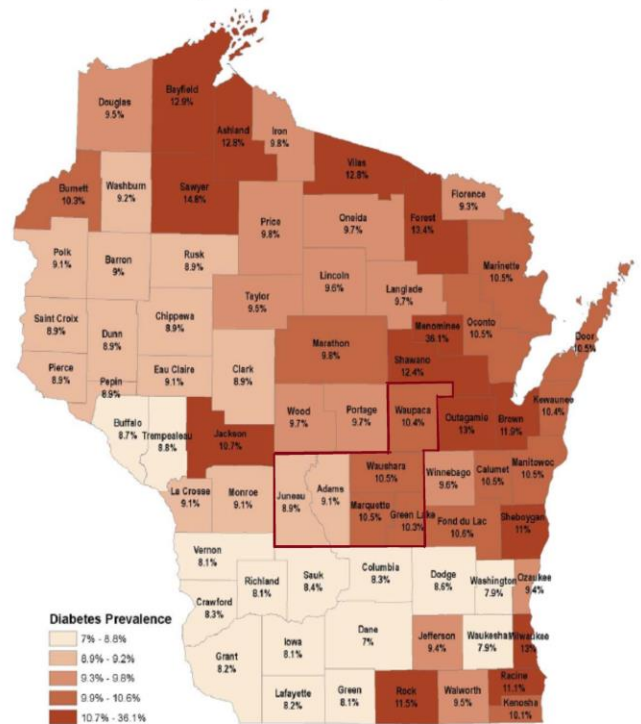 Bayfield
12.9%
Douglas
9.5%
Ashland
12.8%
Iron
9.8%
Vilas
12.8%
Burnett
10.3%
Washburn
9.2%
Sawyer
14.8%
Florence
9.3%
Forest
13.4%
Price
9.8%
Oneida
9.7%
Polk
9.1%
Barron
9%
Rusk
8.9%
Marinette
10.5%
Lincoln
9.6%
Langlade
9.7%
Taylor
9.5%
Saint Croix
8.9%
Dunn
8.9%
Chippewa
8.9%
Menominee
36.1%
Oconto
10.5%
Door
10.5%
Marathon
9.8%
Shawano
12.4%
Pierce
8.9%
Pepin
8.9%
Eau Claire
9.1%
Clark
8.9%
Kewaunee
10.4%
Buffalo
8.7%
Trempealeau
8.8%
Jackson
10.7%
Wood
9.7%
Portage
9.7%
Waupaca
10.4%
Outagamie
13%
Brown
11.9%
La Crosse
9.1%
Monroe
9.1%
Juneau
8.9%
Adams
9.1%
Waushara
10.5%
Winnebago
9.6%
Calumet
10.6%
Manitowoc
10.5%
Marquette
10.5%
Green Lake
10.3%
Fond du Lac
10.6%
Sheboygan
11%
Vernon
8.1%
Richland
8.1%
Sauk
8.4%
Columbia
8.3%
Dodge
8.6%
Washington
7.9%
Ozaukee
9.4%
Crawford
8.3%
Diabetes Prevalence
7% - 8.8%
8.9% - 9.2%
9.3% - 9.8%
9.9% - 10.6%
10.7% - 36.1%
Grant
8.2%
Iowa
8.1%
Dane
7%
Jefferson
9.4%
Waukesha
7.9%
Milwaukee
13%
Lafayette
8.2%
Green
8.1%
Rock
11.5%
Walworth
9.5%
Racine
11.1%
Kenosha
10.1%